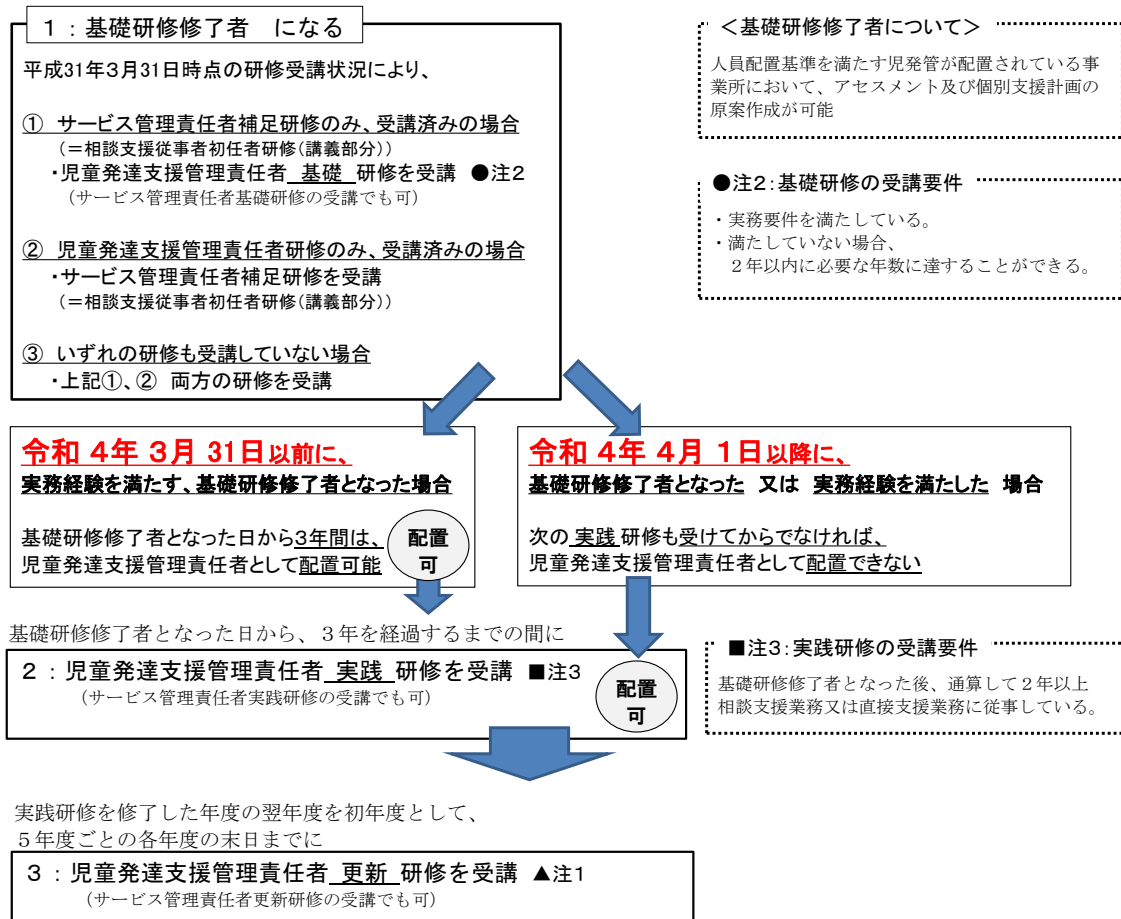 1：基礎研修修了者　になる
平成31年3月31日時点の研修受講状況により、
①　サービス管理責任者補足研修のみ、受講済みの場合
（＝相談支援従事者初任者研修（講義部分））
・児童発達支援管理責任者 基礎 研修を受講　●注2
（サービス管理責任者基礎研修の受講でも可）
②　児童発達支援管理責任者研修のみ、受講済みの場合
・サービス管理責任者補足研修を受講
（＝相談支援従事者初任者研修（講義部分））
③　いずれの研修も受講していない場合
・上記①、②　両方の研修を受講
＜基礎研修修了者について＞
人員配置基準を満たす児発管が配置されている事
業所において、アセスメント及び個別支援計画の
原案作成が可能
●注2：基礎研修の受講要件
・実務要件を満たしている。
・満たしていない場合、
２年以内に必要な年数に達することができる。
令和 4年 3月 31日以前に、
実務経験を満たす、基礎研修修了者となった場合
基礎研修修了者となった日から3年間は、
児童発達支援管理責任者として配置可能
配置
可
令和 4年 4月 1日以降に、
基礎研修修了者となった 又は 実務経験を満たした 場合
次の 実践 研修も受けてからでなければ、
児童発達支援管理責任者として配置できない
基礎研修修了者となった日から、３年を経過するまでの間に
2：児童発達支援管理責任者 実践 研修を受講 ■注3
（サービス管理責任者実践研修の受講でも可）
配置
可
■注3：実践研修の受講要件
基礎研修修了者となった後、通算して２年以上
相談支援業務又は直接支援業務に従事している。
実践研修を修了した年度の翌年度を初年度として、
５年度ごとの各年度の末日までに
3：児童発達支援管理責任者 更新 研修を受講 ▲注1
（サービス管理責任者更新研修の受講でも可）